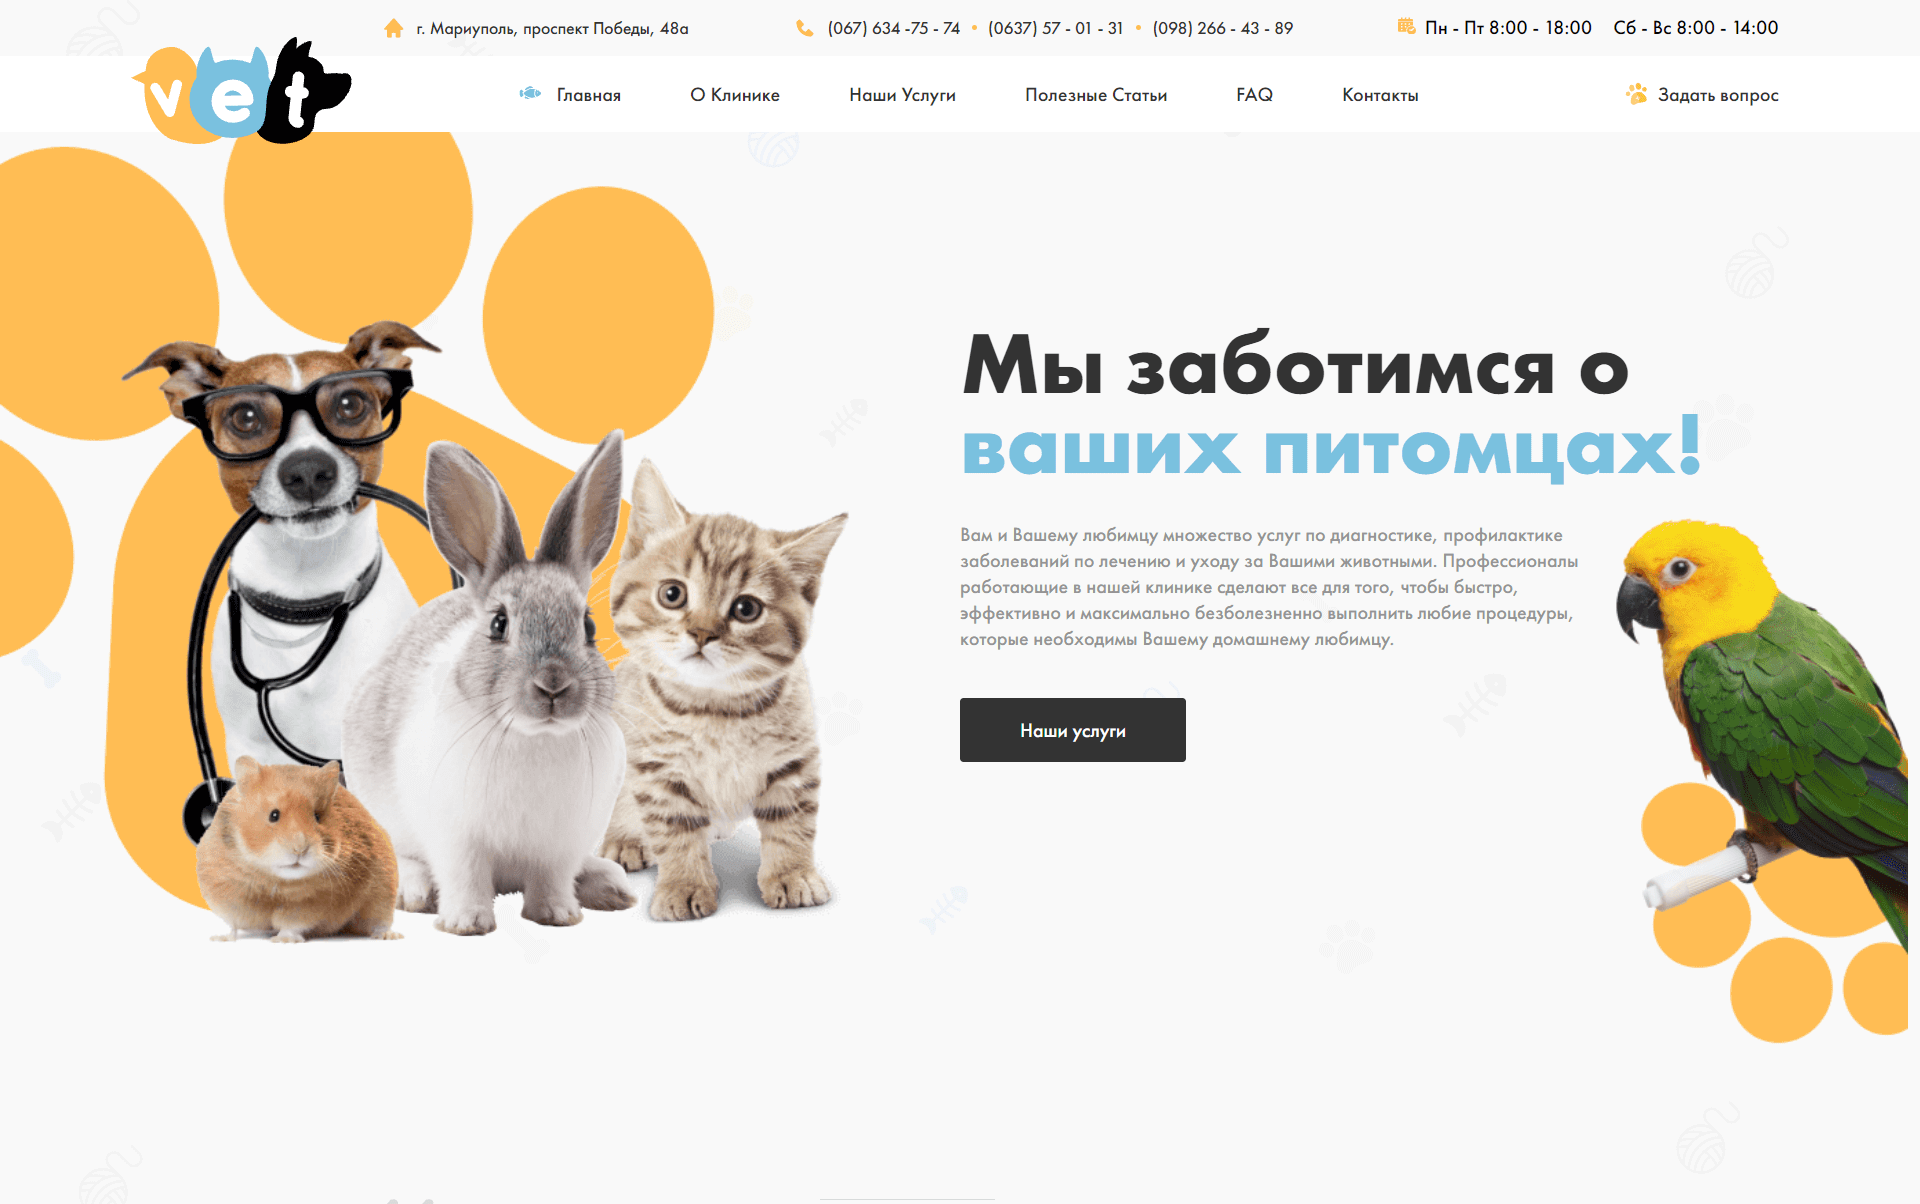 г. Мариуполь, проспект Победы, 48а
(067) 634 -75 - 74 • (0637) 57 - 01 - 31 • (098) 266 - 43 - 89
Пн - Пт 8:00 - 18:00 Сб - Вс 8:00 - 14:00
vet
Главная
О Клинике
Наши Услуги
Полезные Статьи
FAQ
Контакты
Задать вопрос
Мы заботимся о
ваших питомцах!
Вам и Вашему любимцу множество услуг по диагностике, профилактике
заболеваний по лечению и уходу за Вашими животными. Профессионалы
работающие в нашей клинике сделают все для того, чтобы быстро,
эффективно и максимально безболезненно выполнить любие процедуры,
которые необходимы Вашему домашнему любимцу.
Наши услуги